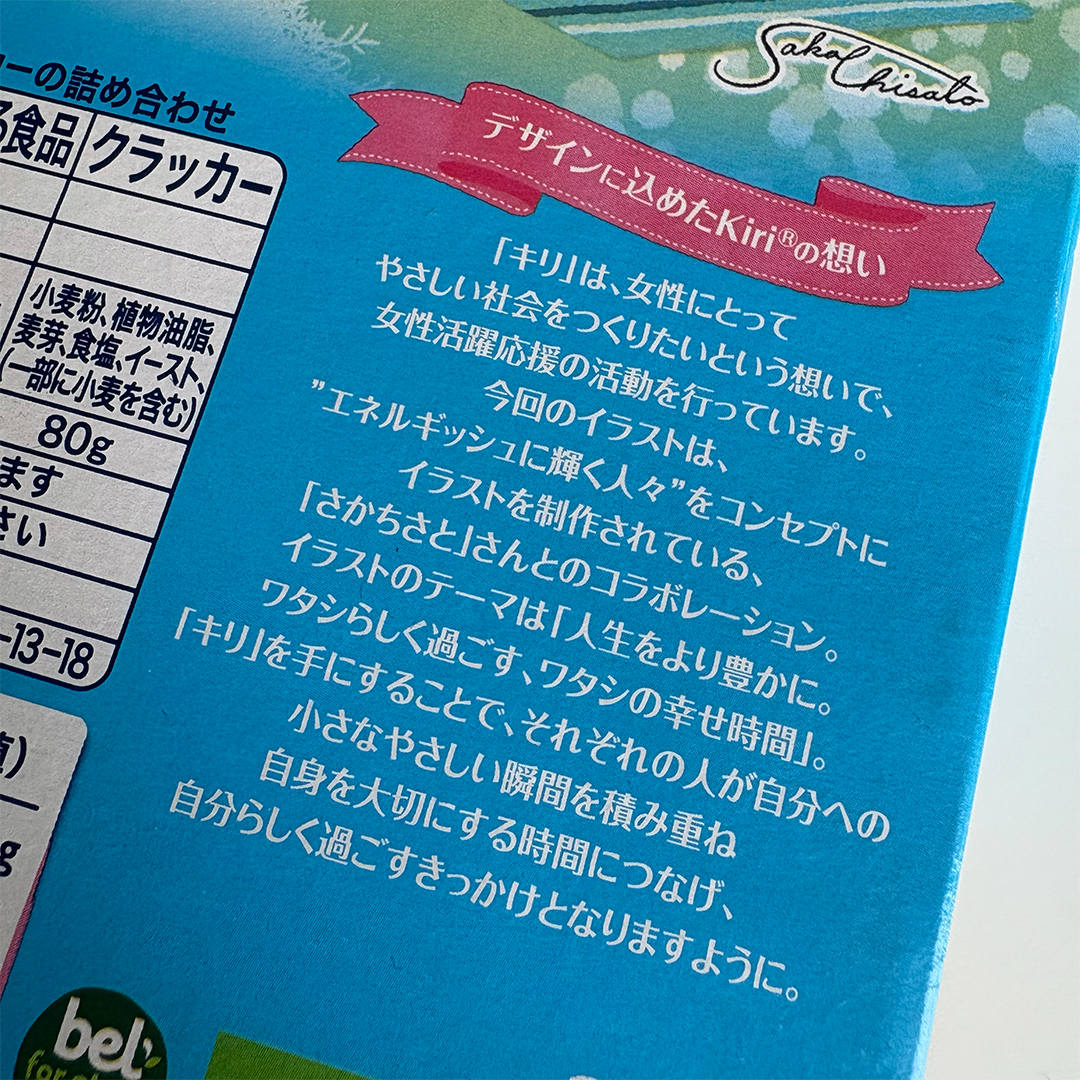 Saka Chisato
ーの詰め合わせ
食品
クラッカー
小麦粉、植物油脂、
麦芽、食塩、イースト、
(一部に小麦を含む)
80g
ます
さい
-13-18
g
デザインに込めたKiri®の想い
「キリ」は、女性にとって
やさしい社会をつくりたいという想いで、
女性活躍応援の活動を行っています。
今回のイラストは、
”エネルギッシュに輝く人々”をコンセプトに
イラストを制作されている、
「さかちさと」さんとのコラボレーション。
イラストのテーマは「人生をより豊かに。
ワタシらしく過ごす、ワタシの幸せ時間」。
「キリ」を手にすることで、それぞれの人が自分への
小さなやさしい瞬間を積み重ね
自身を大切にする時間につなげ、
自分らしく過ごすきっかけとなりますように。
bel
for